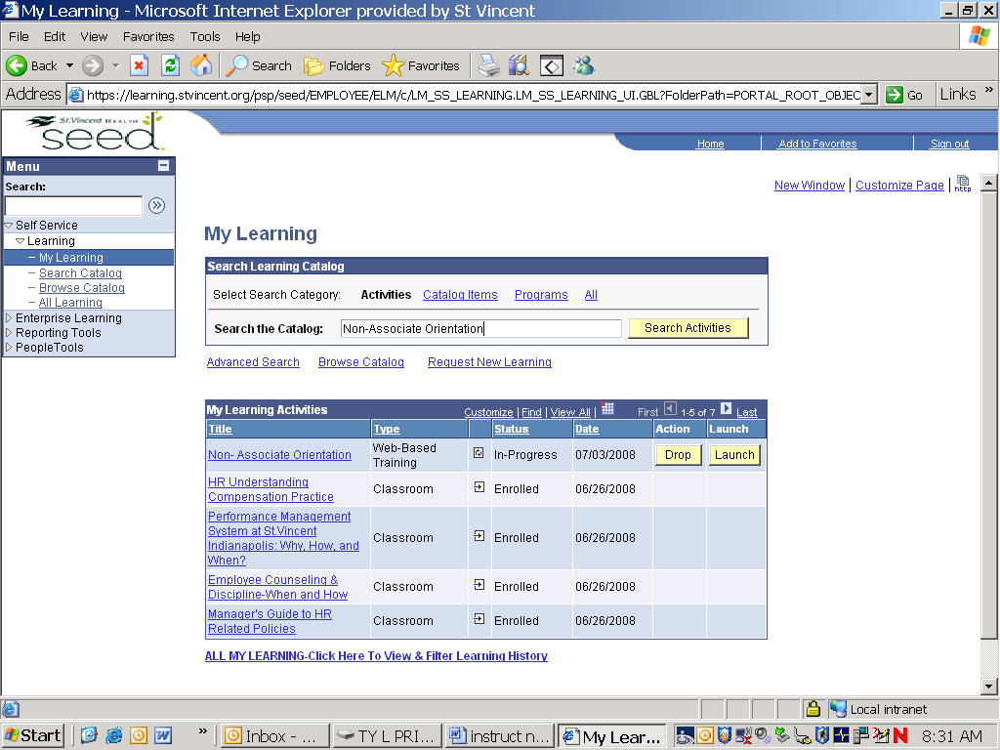 My Learning - Microsoft Internet Explorer provided by St Vincent
File Edit View Favorites Tools Help
Back Search Folders Favorites
Address https://learning.stvincent.org/psp/seed/EMPLOYEE/ELM/c/LM_SS_LEARNING.LM_SS_LEARNING_UI.GBL?FolderPath=PORTAL_ROOT_OBJEC Go Links »
St.Vincent HEALTH
seed
Home Add to Favorites Sign out
Menu
Search:
New Window | Customize Page | http
Self Service
Learning
– My Learning
– Search Catalog
– Browse Catalog
– All Learning
Enterprise Learning
Reporting Tools
PeopleTools
My Learning
Search Learning Catalog
Select Search Category: Activities Catalog Items Programs All
Search the Catalog: Non-Associate Orientation Search Activities
Advanced Search Browse Catalog Request New Learning
My Learning Activities Customize | Find | View All | First 1-5 of 7 Last
Title Type Status Date Action Launch
Non- Associate Orientation Web-Based Training In-Progress 07/03/2008 Drop Launch
HR Understanding
Compensation Practice Classroom Enrolled 06/26/2008
Performance Management
System at St.Vincent
Indianapolis: Why, How, and
When? Classroom Enrolled 06/26/2008
Employee Counseling &
Discipline-When and How Classroom Enrolled 06/26/2008
Manager's Guide to HR
Related Policies Classroom Enrolled 06/26/2008
ALL MY LEARNING-Click Here To View & Filter Learning History
Local intranet
Start » Inbox - ... TY L PRI... instruct n... My Lear... 8:31 AM